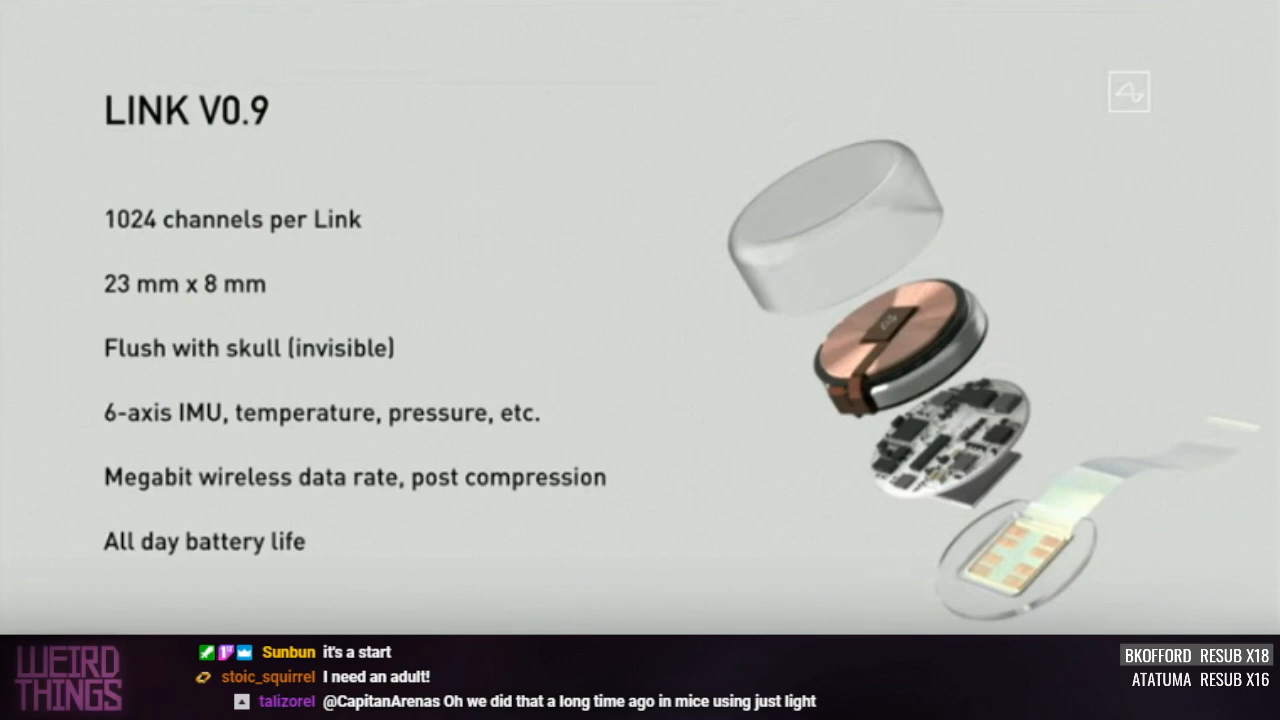 LINK V0.9
1024 channels per Link
23 mm x 8 mm
Flush with skull (invisible)
6-axis IMU, temperature, pressure, etc.
Megabit wireless data rate, post compression
All day battery life
WEIRD
THINGS
Sunbun it's a start
stoic_squirrel I need an adult!
talizorel @CapitanArenas Oh we did that a long time ago in mice using just light
BKOFFORD RESUB X18
ATATUMA RESUB X16